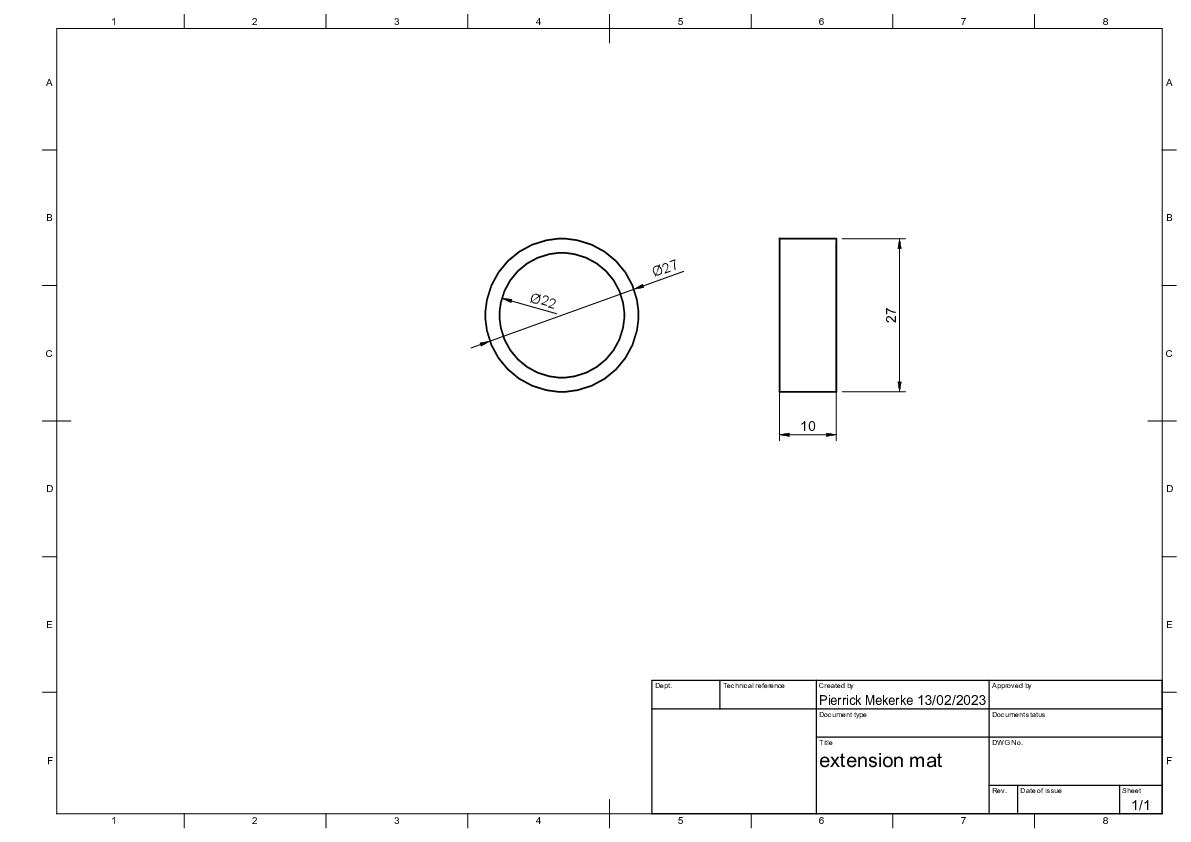 1 2 3 4 5 6 7 8
A A
B B
Ø27
Ø22
27
C C
10
D D
E E
Dept. Technical reference Created by Approved by
Pierrick Mekerke 13/02/2023
Document type Document status
Title DWG No.
extension mat
F F
Rev. Date of issue Sheet
1/1
1 2 3 4 5 6 7 8